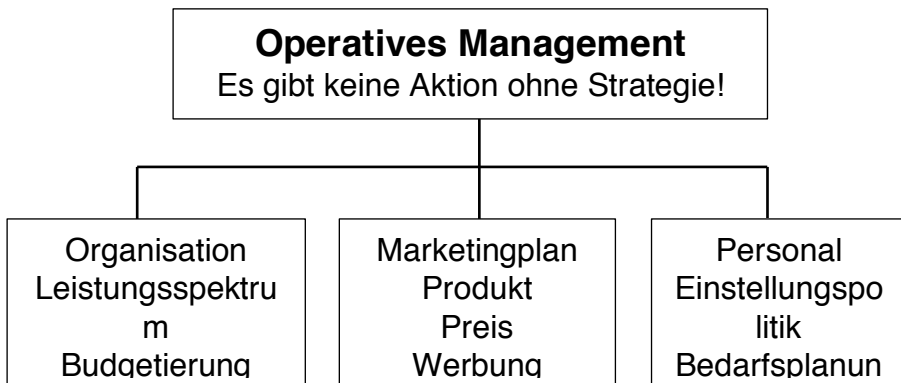 Operatives Management
Es gibt keine Aktion ohne Strategie!
Organisation
Leistungsspektru
m
Budgetierung
Marketingplan
Produkt
Preis
Werbung
Personal
Einstellungspo
litik
Bedarfsplanun